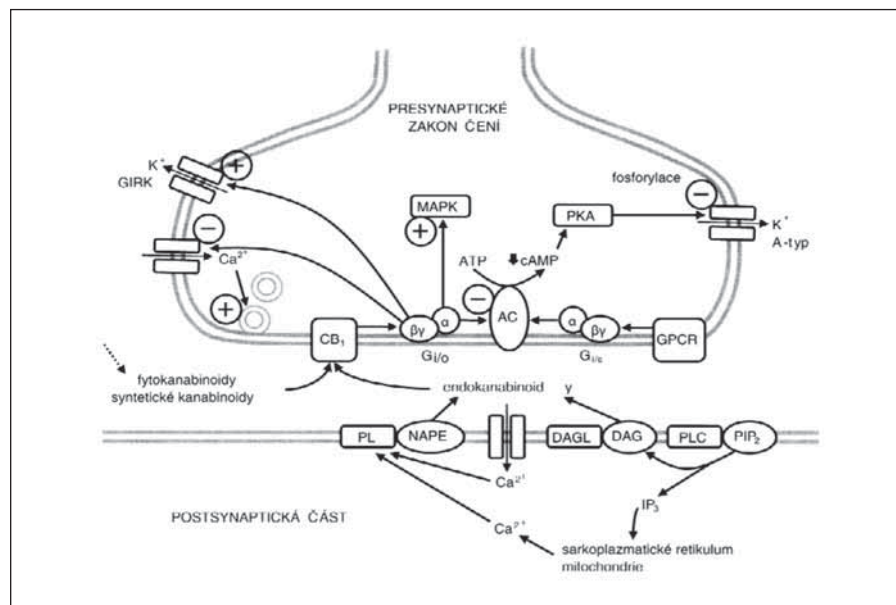 PRESYNAPTICKÉ
ZAKON ČENÍ
K+
GIRK
+
−
Ca2+
+
MAPK
+
fosforylace
−
PKA
K+
A-typ
ATP
cAMP
−
AC
CB1
βγ
α
Gi/o
α
βγ
GPCR
fytokanabinoidy
syntetické kanabinoidy
endokanabinoid y
PL
NAPE
DAGL
DAG
PLC
PIP2
Ca2+
IP3
POSTSYNAPTICKÁ ČÁST
Ca2+
sarkoplazmatické retikulum
mitochondrie